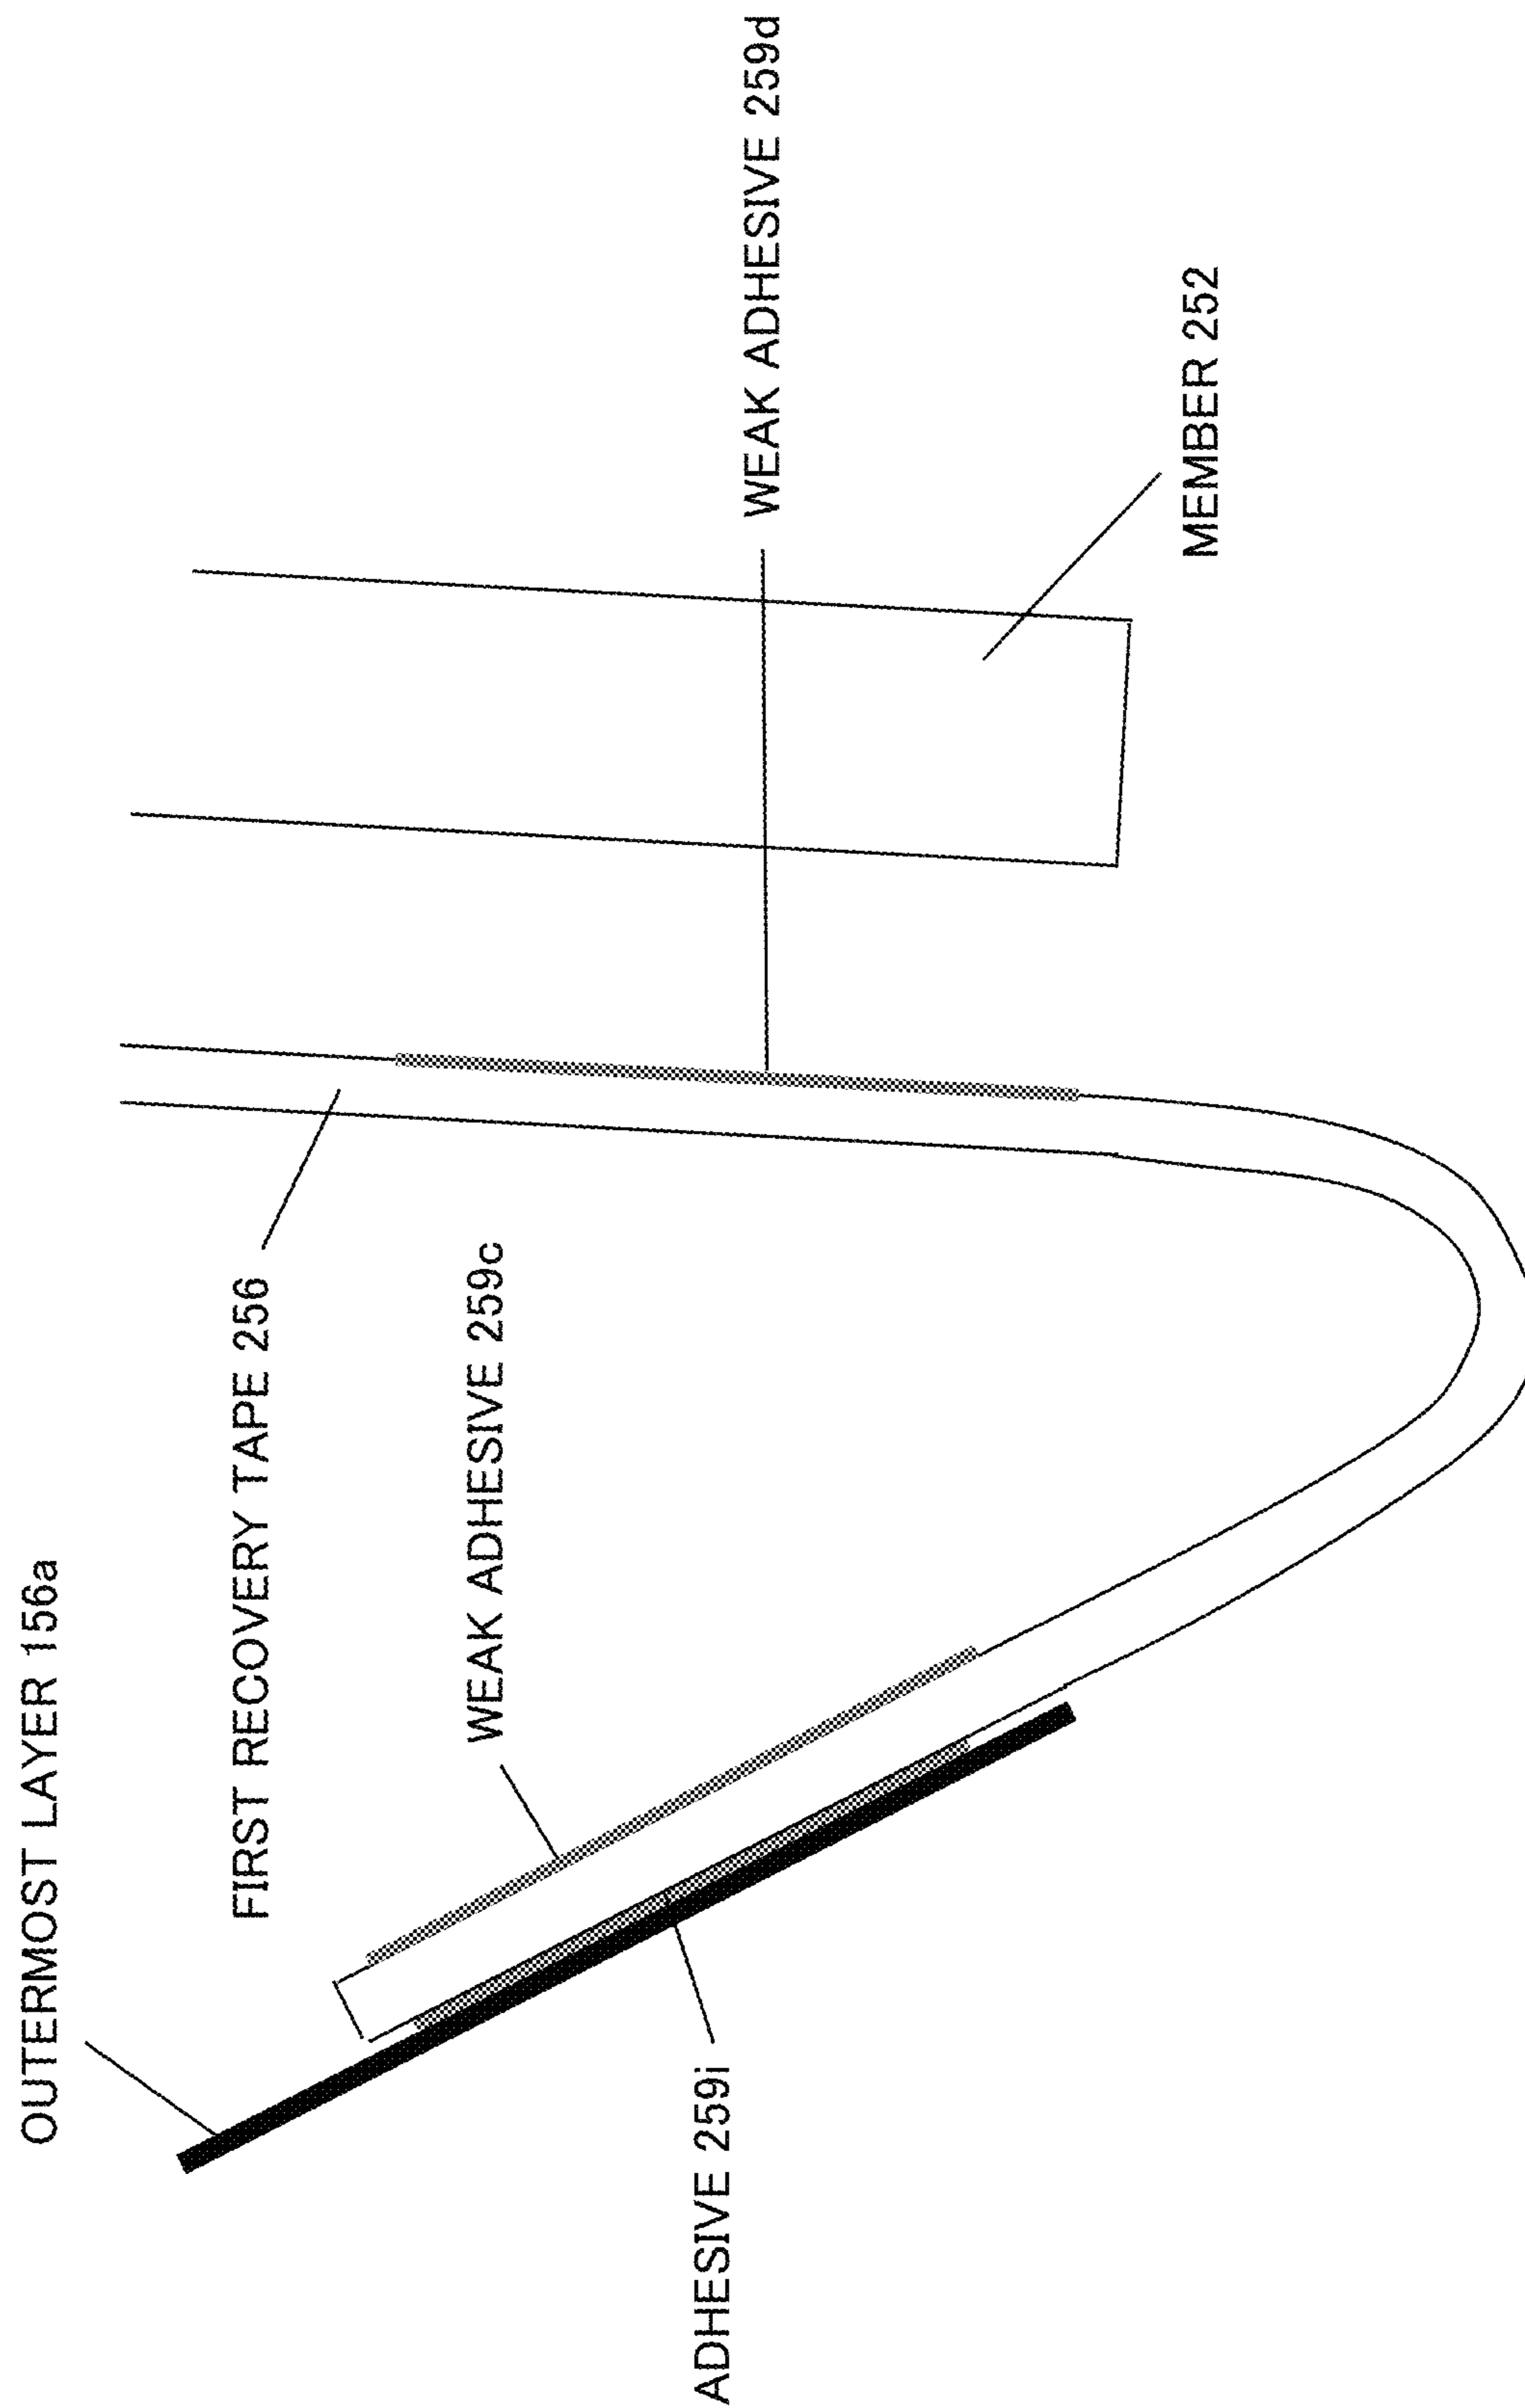 OUTERMOST LAYER 156a
FIRST RECOVERY TAPE 256
WEAK ADHESIVE 259c
ADHESIVE 259i
WEAK ADHESIVE 259d
MEMBER 252